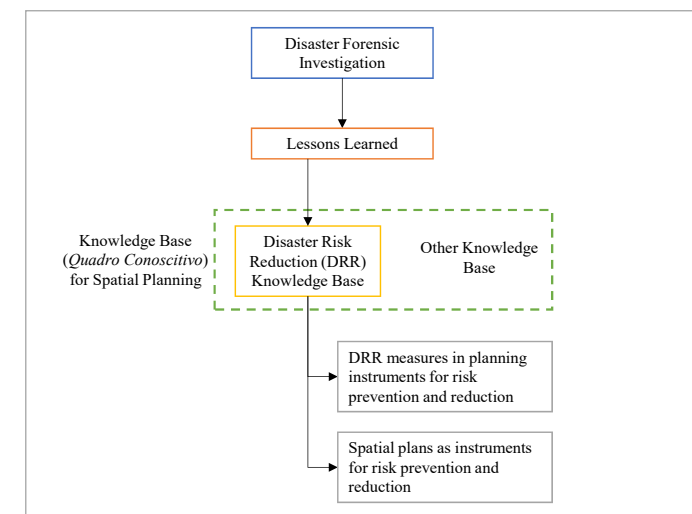 Disaster Forensic
Investigation
Lessons Learned
Knowledge Base
(Quadro Conoscitivo)
for Spatial Planning
Disaster Risk
Reduction (DRR)
Knowledge Base
Other Knowledge
Base
DRR measures in planning
instruments for risk
prevention and reduction
Spatial plans as instruments
for risk prevention and
reduction